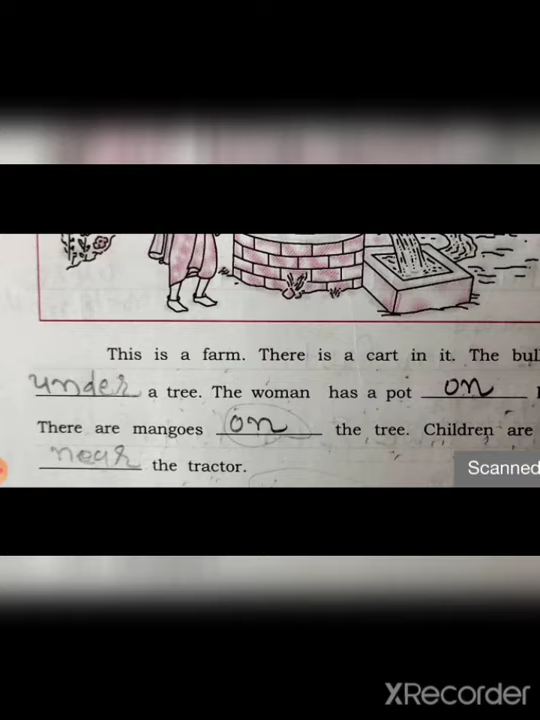 This is a farm. There is a cart in it. The bull
under a tree. The woman has a pot on
There are mangoes on the tree. Children are
near the tractor.
Scanned
XRecorder